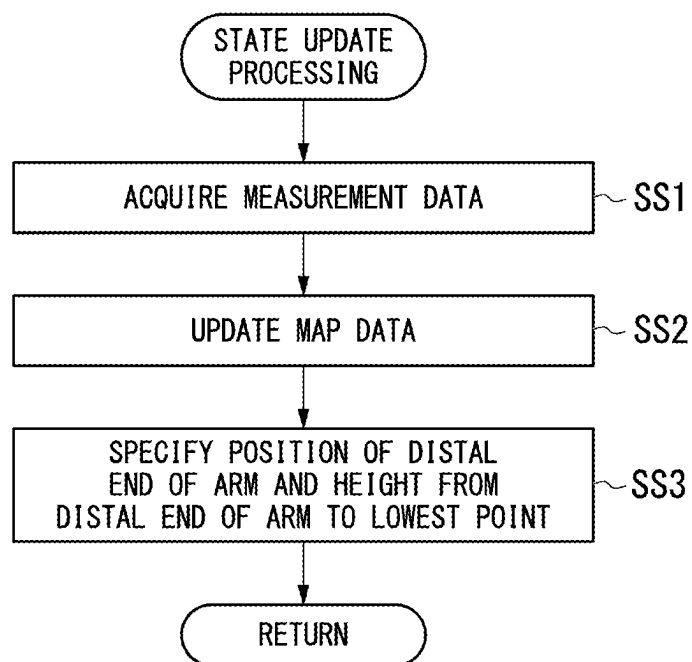 STATE UPDATE
PROCESSING
ACQUIRE MEASUREMENT DATA
SS1
UPDATE MAP DATA
SS2
SPECIFY POSITION OF DISTAL
END OF ARM AND HEIGHT FROM
DISTAL END OF ARM TO LOWEST POINT
SS3
RETURN